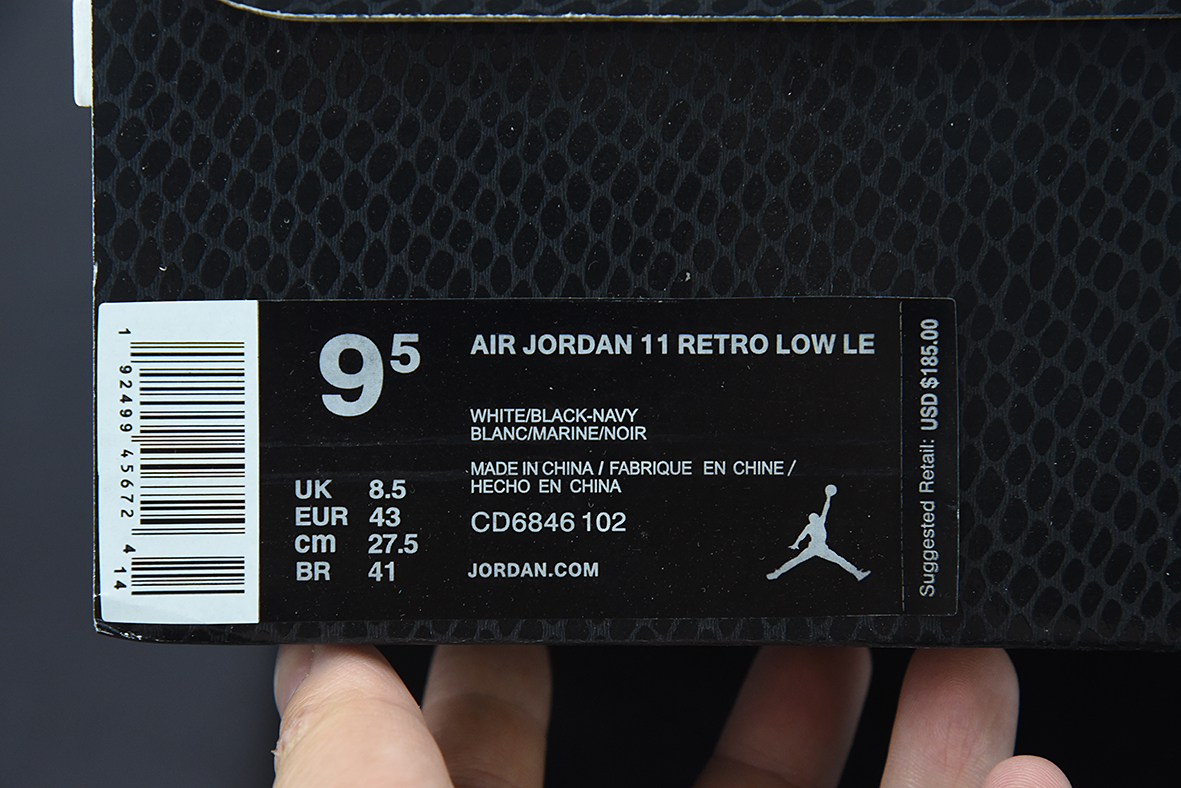 1 92499 45672 4 14
9⁵
AIR JORDAN 11 RETRO LOW LE
WHITE/BLACK-NAVY
BLANC/MARINE/NOIR
MADE IN CHINA / FABRIQUE EN CHINE /
HECHO EN CHINA
UK 8.5
EUR 43
cm 27.5
BR 41
CD6846 102
JORDAN.COM
Suggested Retail: USD $185.00